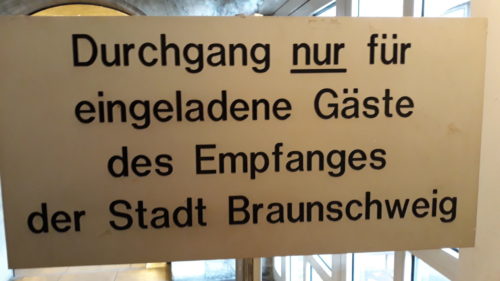 Durchgang nur für
eingeladene Gäste
des Empfanges
der Stadt Braunschweig